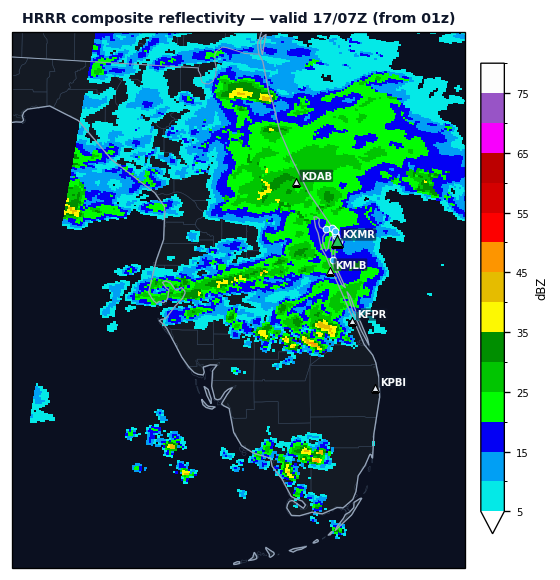 HRRR composite reflectivity — valid 17/07Z (from 01z)
KDAB
KXMR
KMLB
KFPR
KPBI
75
65
55
45
35
25
15
5
dBZ